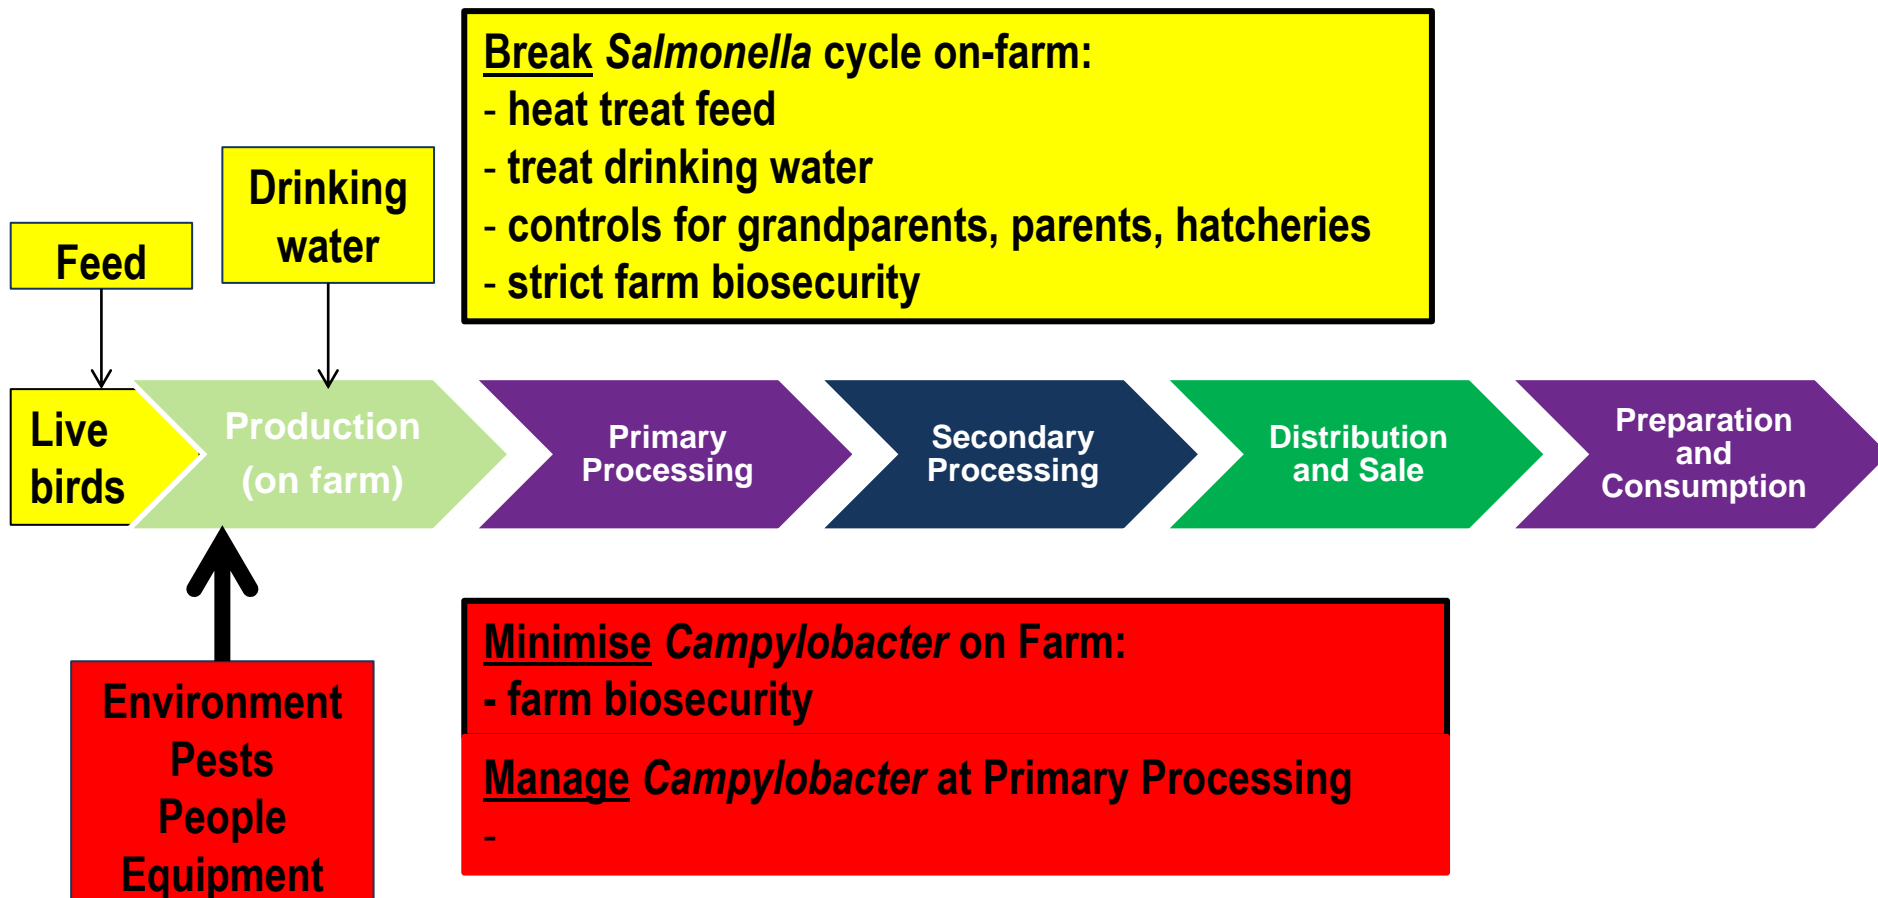 Break Salmonella cycle on-farm:
- heat treat feed
- treat drinking water
- controls for grandparents, parents, hatcheries
- strict farm biosecurity
Drinking
water
Feed
Live
birds
Production
(on farm)
Primary
Processing
Secondary
Processing
Distribution
and Sale
Preparation
and
Consumption
Environment
Pests
People
Equipment
Minimise Campylobacter on Farm:
- farm biosecurity
Manage Campylobacter at Primary Processing
-